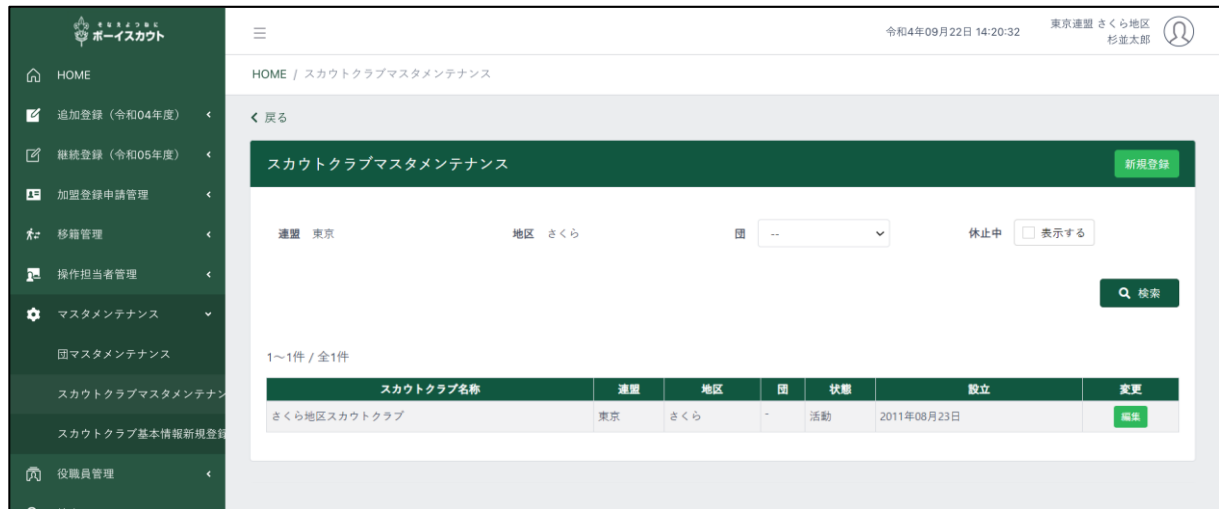 そなえよつねに
ボーイスカウト
令和4年09月22日 14:20:32
東京連盟 さくら地区
杉並太郎
HOME
追加登録（令和04年度）
継続登録（令和05年度）
加盟登録申請管理
移籍管理
操作担当者管理
マスタメンテナンス
団マスタメンテナンス
スカウトクラブマスタメンテナン
スカウトクラブ基本情報新規登録
役職員管理
HOME / スカウトクラブマスタメンテナンス
戻る
スカウトクラブマスタメンテナンス 新規登録
連盟 東京 地区 さくら 団 -- 休止中 表示する
検索
1〜1件 / 全1件
スカウトクラブ名称 連盟 地区 団 状態 設立 変更
さくら地区スカウトクラブ 東京 さくら - 活動 2011年08月23日 編集